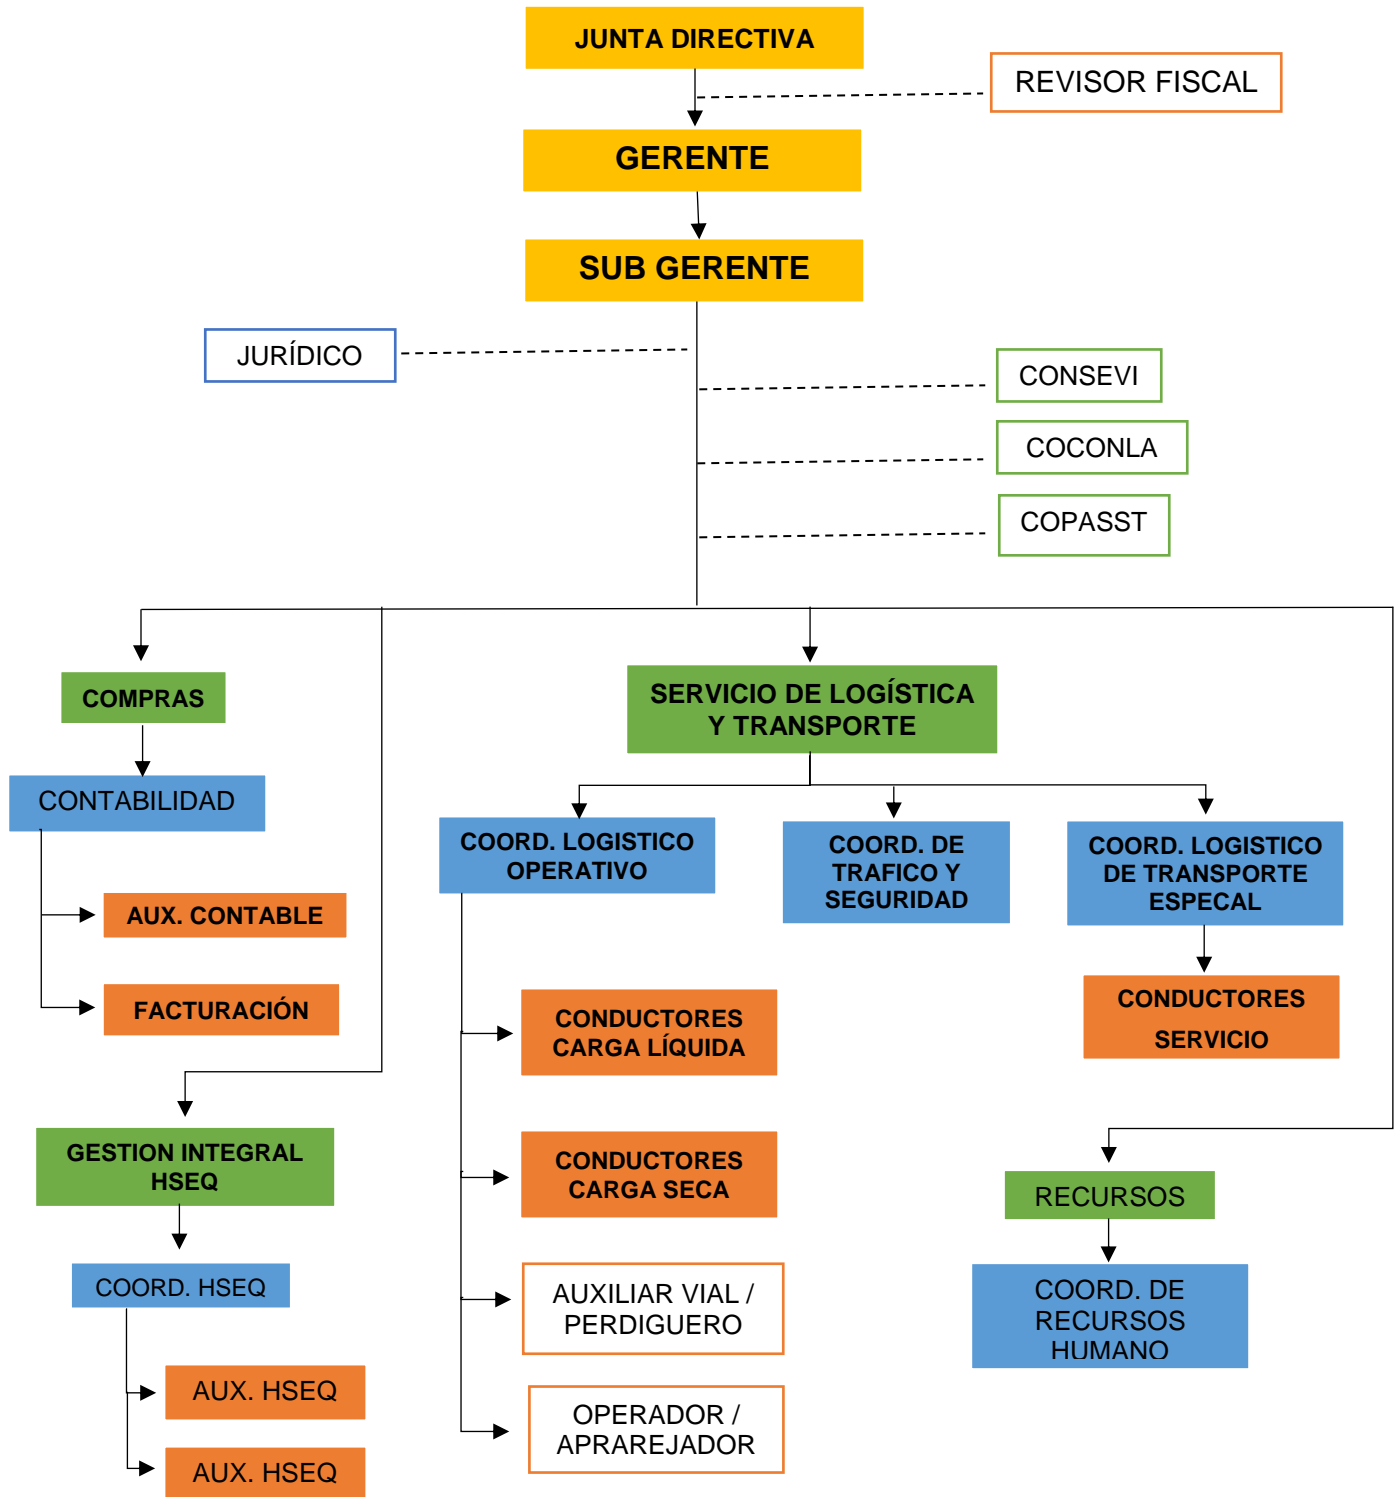 JUNTA DIRECTIVA
REVISOR FISCAL
GERENTE
SUB GERENTE
JURÍDICO
CONSEVI
COCONLA
COPASST
COMPRAS
SERVICIO DE LOGÍSTICA
Y TRANSPORTE
CONTABILIDAD
COORD. LOGISTICO
OPERATIVO
COORD. DE
TRAFICO Y
SEGURIDAD
COORD. LOGISTICO
DE TRANSPORTE
ESPECAL
AUX. CONTABLE
FACTURACIÓN
CONDUCTORES
CARGA LÍQUIDA
CONDUCTORES
SERVICIO
GESTION INTEGRAL
HSEQ
CONDUCTORES
CARGA SECA
RECURSOS
COORD. HSEQ
AUXILIAR VIAL /
PERDIGUERO
COORD. DE
RECURSOS
HUMANO
AUX. HSEQ
OPERADOR /
APRAREJADOR
AUX. HSEQ